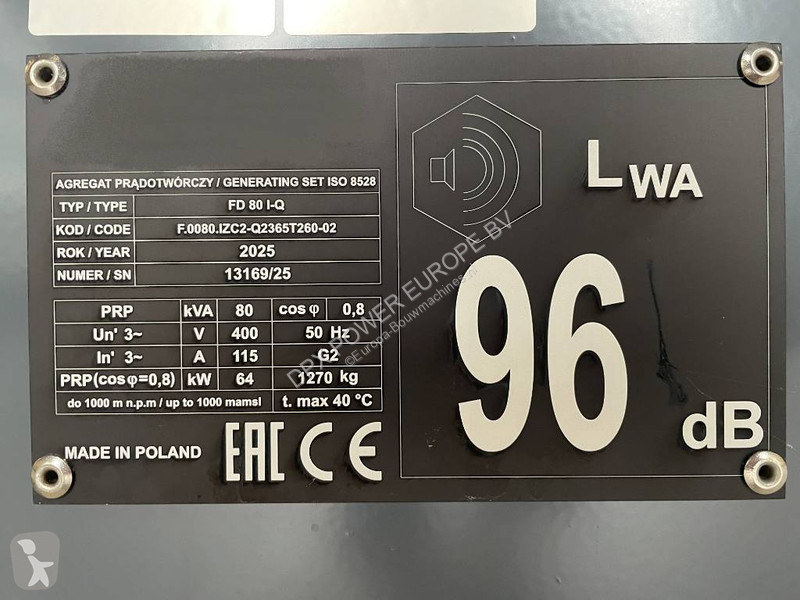 AGREGAT PRĄDOTWÓRCZY / GENERATING SET ISO 8528
TYP / TYPE FD 80 I-Q
KOD / CODE F.0080.IZC2-Q2365T260-02
ROK / YEAR 2025
NUMER / SN 13169/25
PRP kVA 80 cos φ 0,8
Un' 3~ V 400 50 Hz
In' 3~ A 115 G2
PRP(cosφ=0,8) kW 64 1270 kg
do 1000 m n.p.m / up to 1000 mamsl t. max 40 °C
MADE IN POLAND EAC CE
LWA
96
dB
DPX POWER EUROPE BV